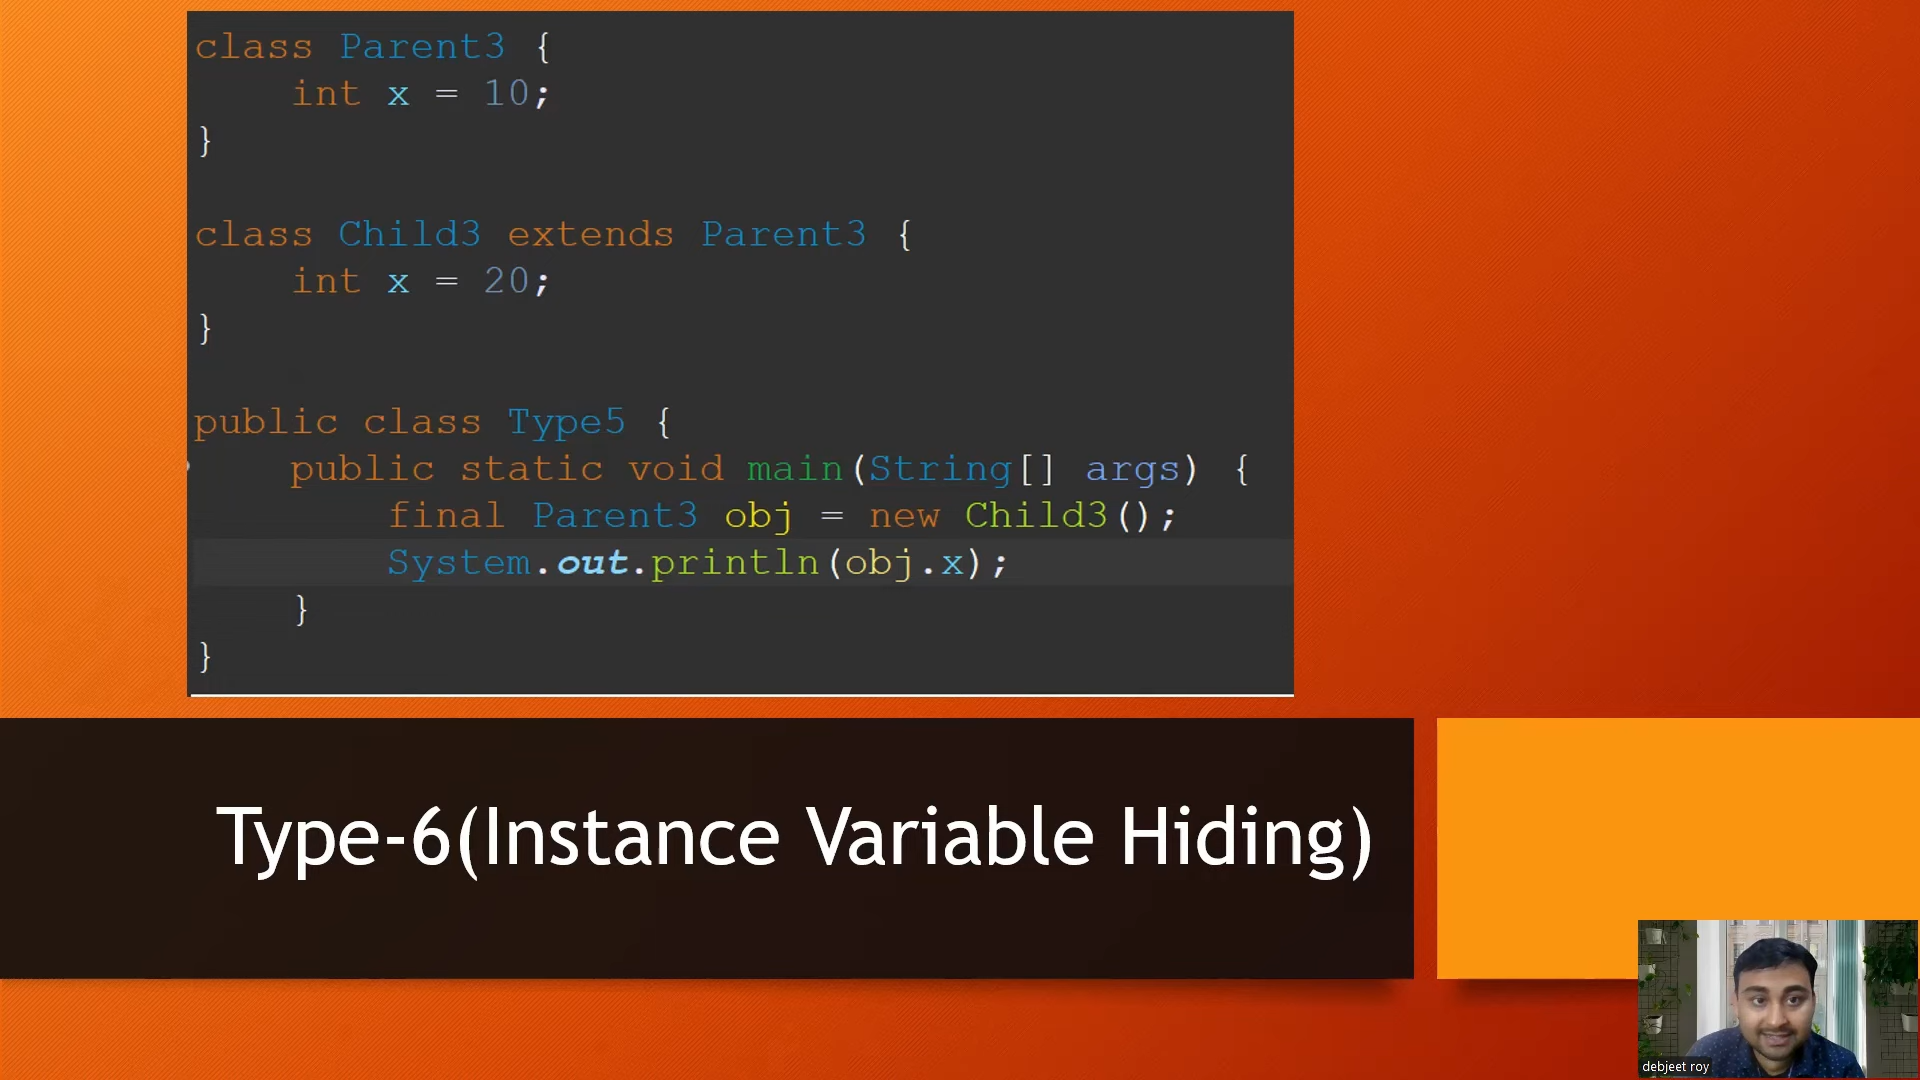 class Parent3 {
    int x = 10;
}
class Child3 extends Parent3 {
    int x = 20;
}
public class Type5 {
    public static void main(String[] args) {
        final Parent3 obj = new Child3();
        System.out.println(obj.x);
    }
}
Type-6(Instance Variable Hiding)
debjeet roy